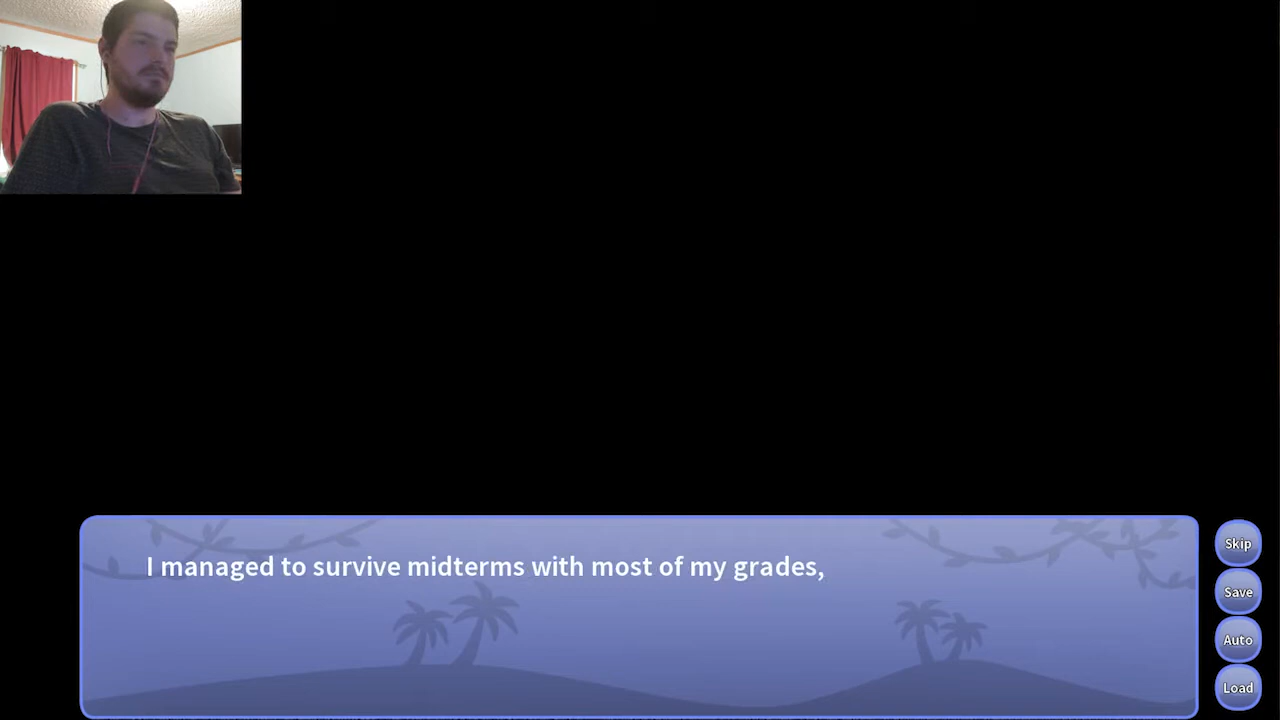 I managed to survive midterms with most of my grades,
Skip
Save
Auto
Load